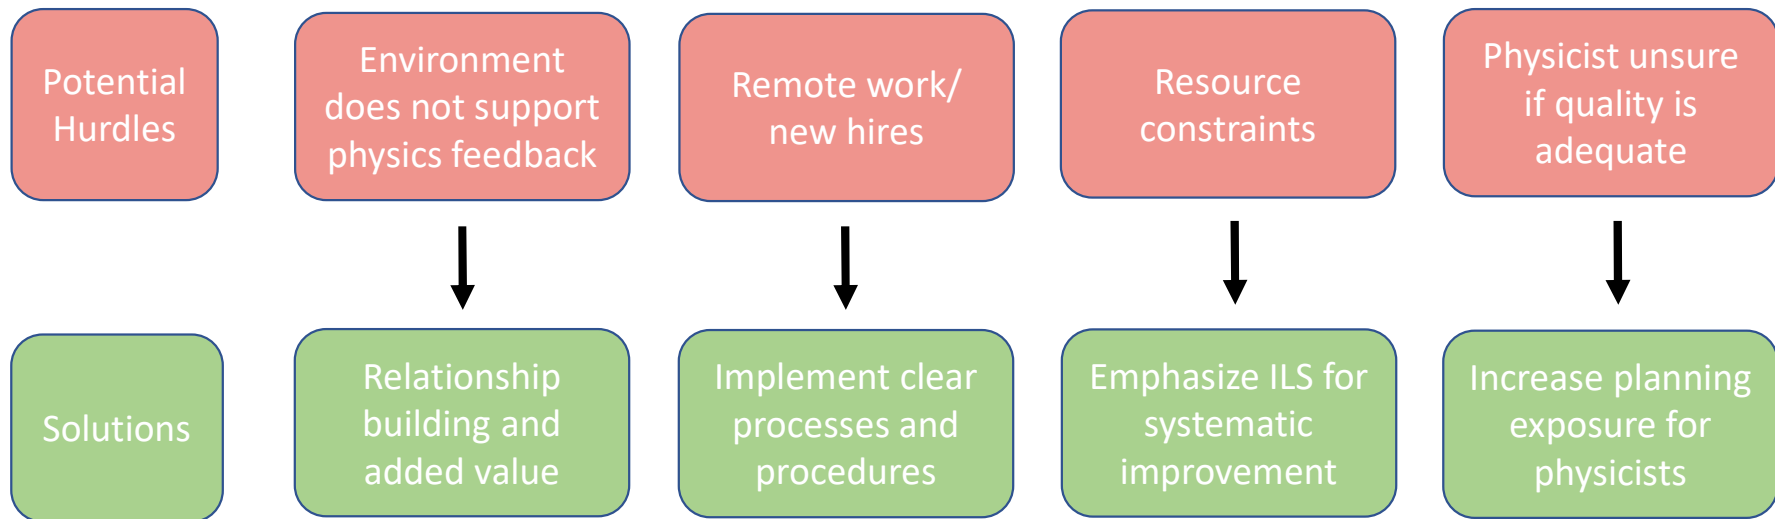 Potential
Hurdles
Environment
does not support
physics feedback
Remote work/
new hires
Resource
constraints
Physicist unsure
if quality is
adequate
Solutions
Relationship
building and
added value
Implement clear
processes and
procedures
Emphasize ILS for
systematic
improvement
Increase planning
exposure for
physicists